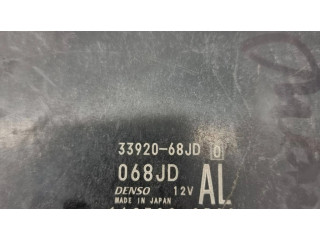 33920-68JD 0
068JD AL
DENSO 12V
MADE IN JAPAN